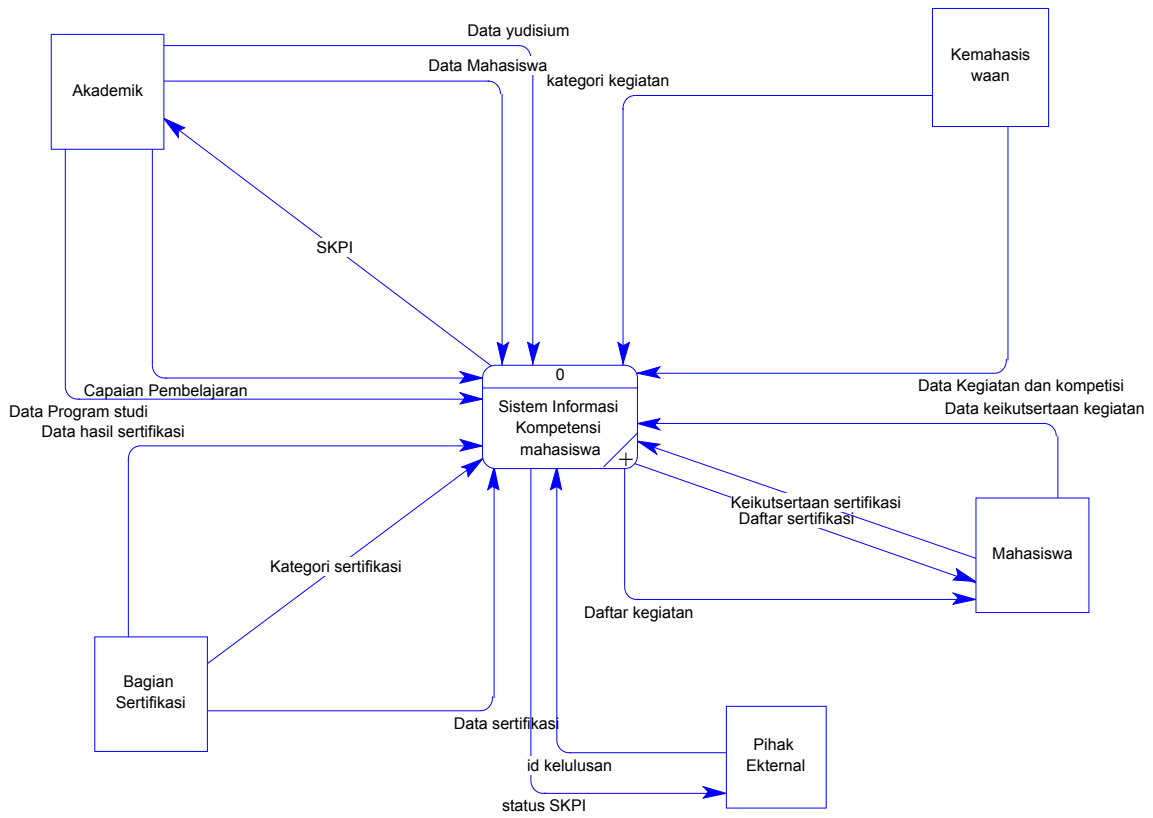 Data yudisium
Akademik
Data Mahasiswa
kategori kegiatan
Kemahasis
waan
SKPI
0
Sistem Informasi
Kompetensi
mahasiswa
Capaian Pembelajaran
Data Program studi
Data hasil sertifikasi
Data Kegiatan dan kompetisi
Data keikutsertaan kegiatan
Keikutsertaan sertifikasi
Daftar sertifikasi
Mahasiswa
Kategori sertifikasi
Daftar kegiatan
Bagian
Sertifikasi
Data sertifikasi
Pihak
Ekternal
id kelulusan
status SKPI